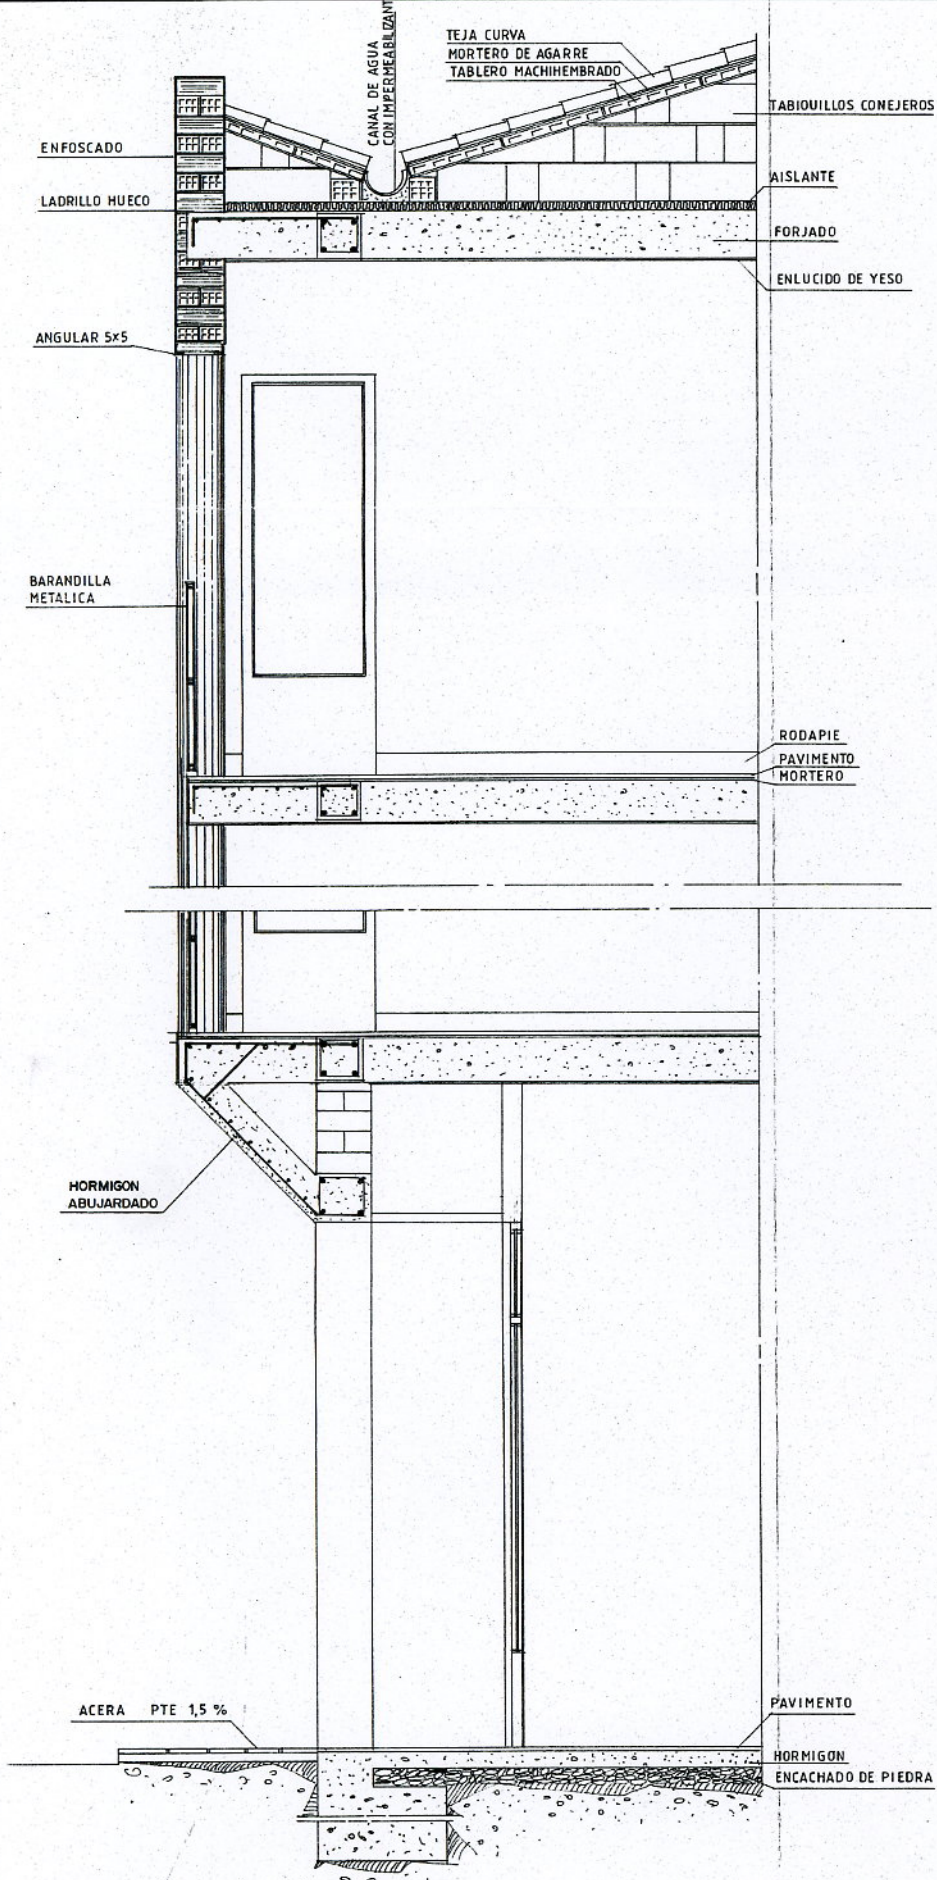 CANAL DE AGUA
CON IMPERMEABILIZANT
TEJA CURVA
MORTERO DE AGARRE
TABLERO MACHIHEMBRADO
TABIQUILLOS CONEJEROS
ENFOSCADO
AISLANTE
LADRILLO HUECO
FORJADO
ENLUCIDO DE YESO
ANGULAR 5x5
BARANDILLA
METALICA
RODAPIE
PAVIMENTO
MORTERO
HORMIGON
ABUJARDADO
ACERA PTE 1,5 %
PAVIMENTO
HORMIGON
ENCACHADO DE PIEDRA